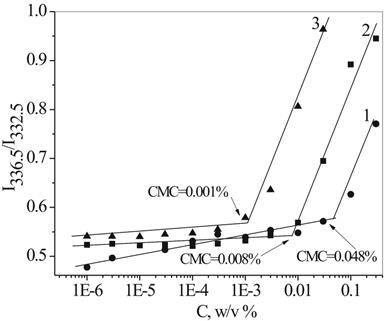 1.0
0.9
0.8
0.7
0.6
0.5
I336.5/I332.5
3
2
1
CMC=0.001%
CMC=0.008%
CMC=0.048%
1E-6
1E-5
1E-4
1E-3
0.01
0.1
C, w/v %